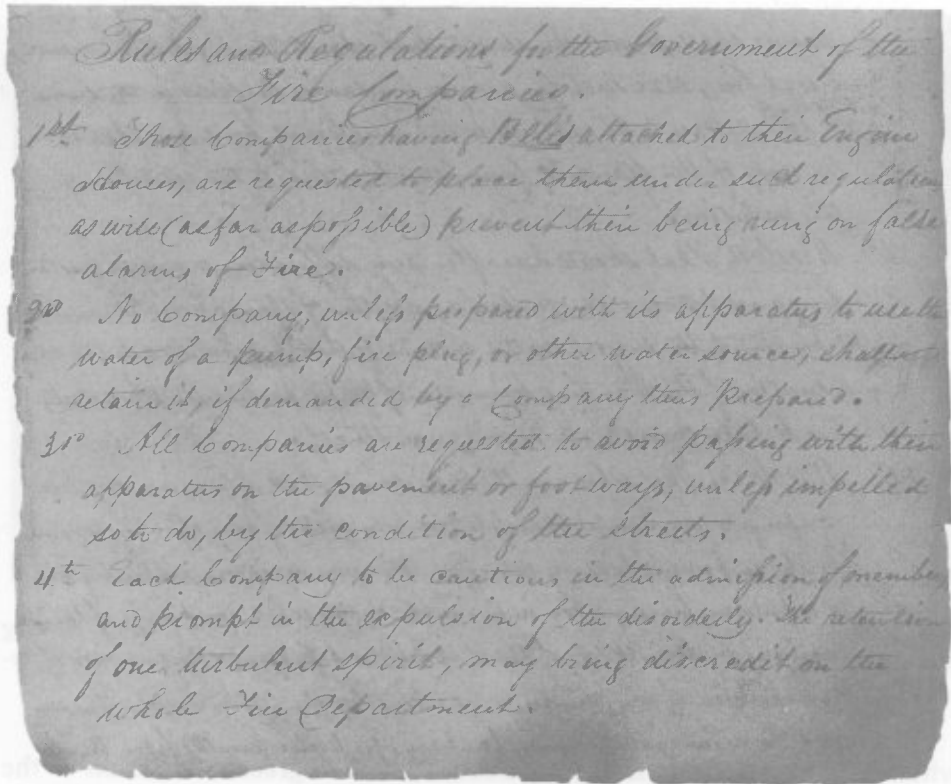 Rules and Regulations for the Government of the
Fire Companies.
1st Those Companies having Bells attached to their Engine
Houses, are requested to place them under such regulation
as will (as far as possible) prevent their being rung on false
alarms of Fire.
2nd No Company, unless prepared with its apparatus to use the
water of a pump, fire plug, or other water source, shall
retain it, if demanded by a Company thus prepared.
3rd All Companies are requested to avoid passing with their
apparatus on the pavement or foot ways, unless impelled
so to do, by the condition of the streets.
4th Each Company to be cautious in the admission of member
and prompt in the expulsion of the disorderly. The retention
of one turbulent spirit, may bring discredit on the
whole Fire Department.